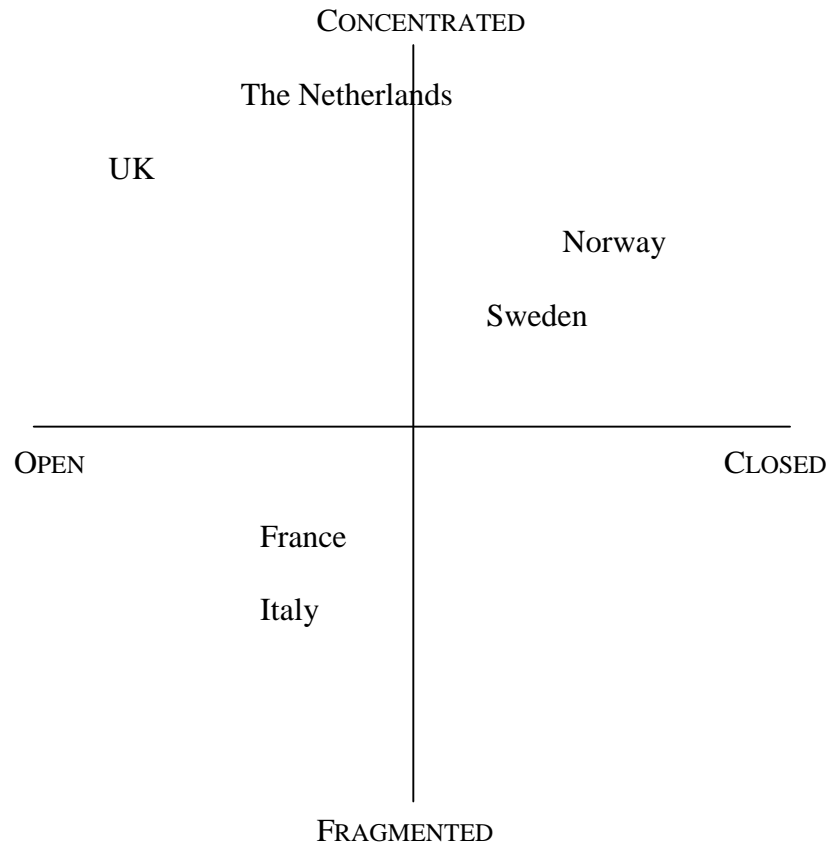 CONCENTRATED
The Netherlands
UK
Norway
Sweden
OPEN
CLOSED
France
Italy
FRAGMENTED